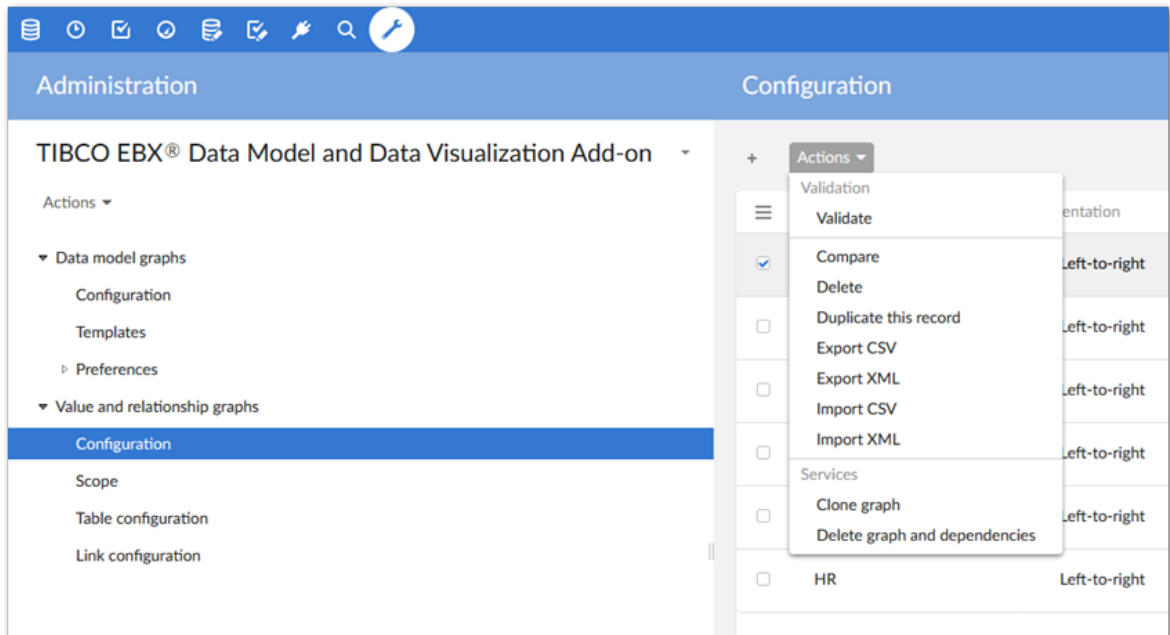 Administration
Configuration
TIBCO EBX® Data Model and Data Visualization Add-on
Actions
Data model graphs
Configuration
Templates
Preferences
Value and relationship graphs
Configuration
Scope
Table configuration
Link configuration
Actions
Validation
Validate
Compare
Delete
Duplicate this record
Export CSV
Export XML
Import CSV
Import XML
Services
Clone graph
Delete graph and dependencies
entation
Left-to-right
Left-to-right
Left-to-right
Left-to-right
Left-to-right
HR Left-to-right